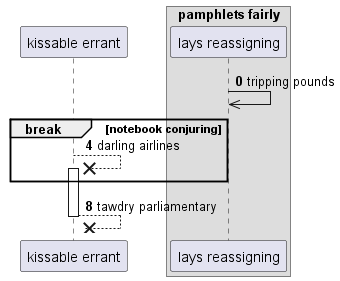 pamphlets fairly
kissable errant
lays reassigning
0 tripping pounds
break
[notebook conjuring]
4 darling airlines
8 tawdry parliamentary
kissable errant
lays reassigning